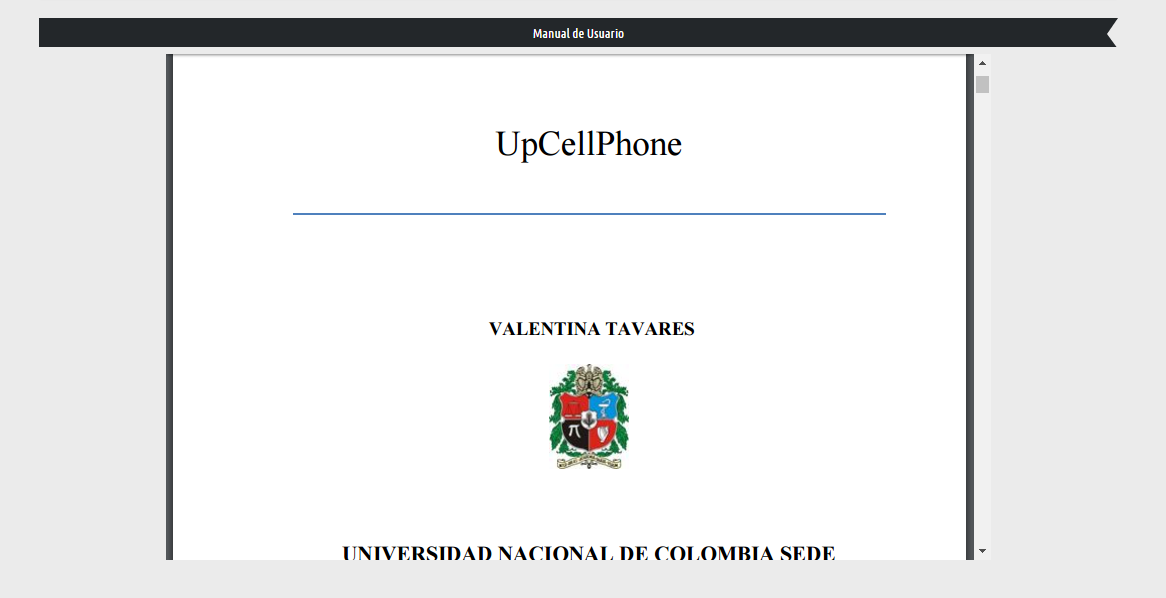 Manual de Usuario
UpCellPhone
VALENTINA TAVARES
UNIVERSIDAD NACIONAL DE COLOMBIA SEDE